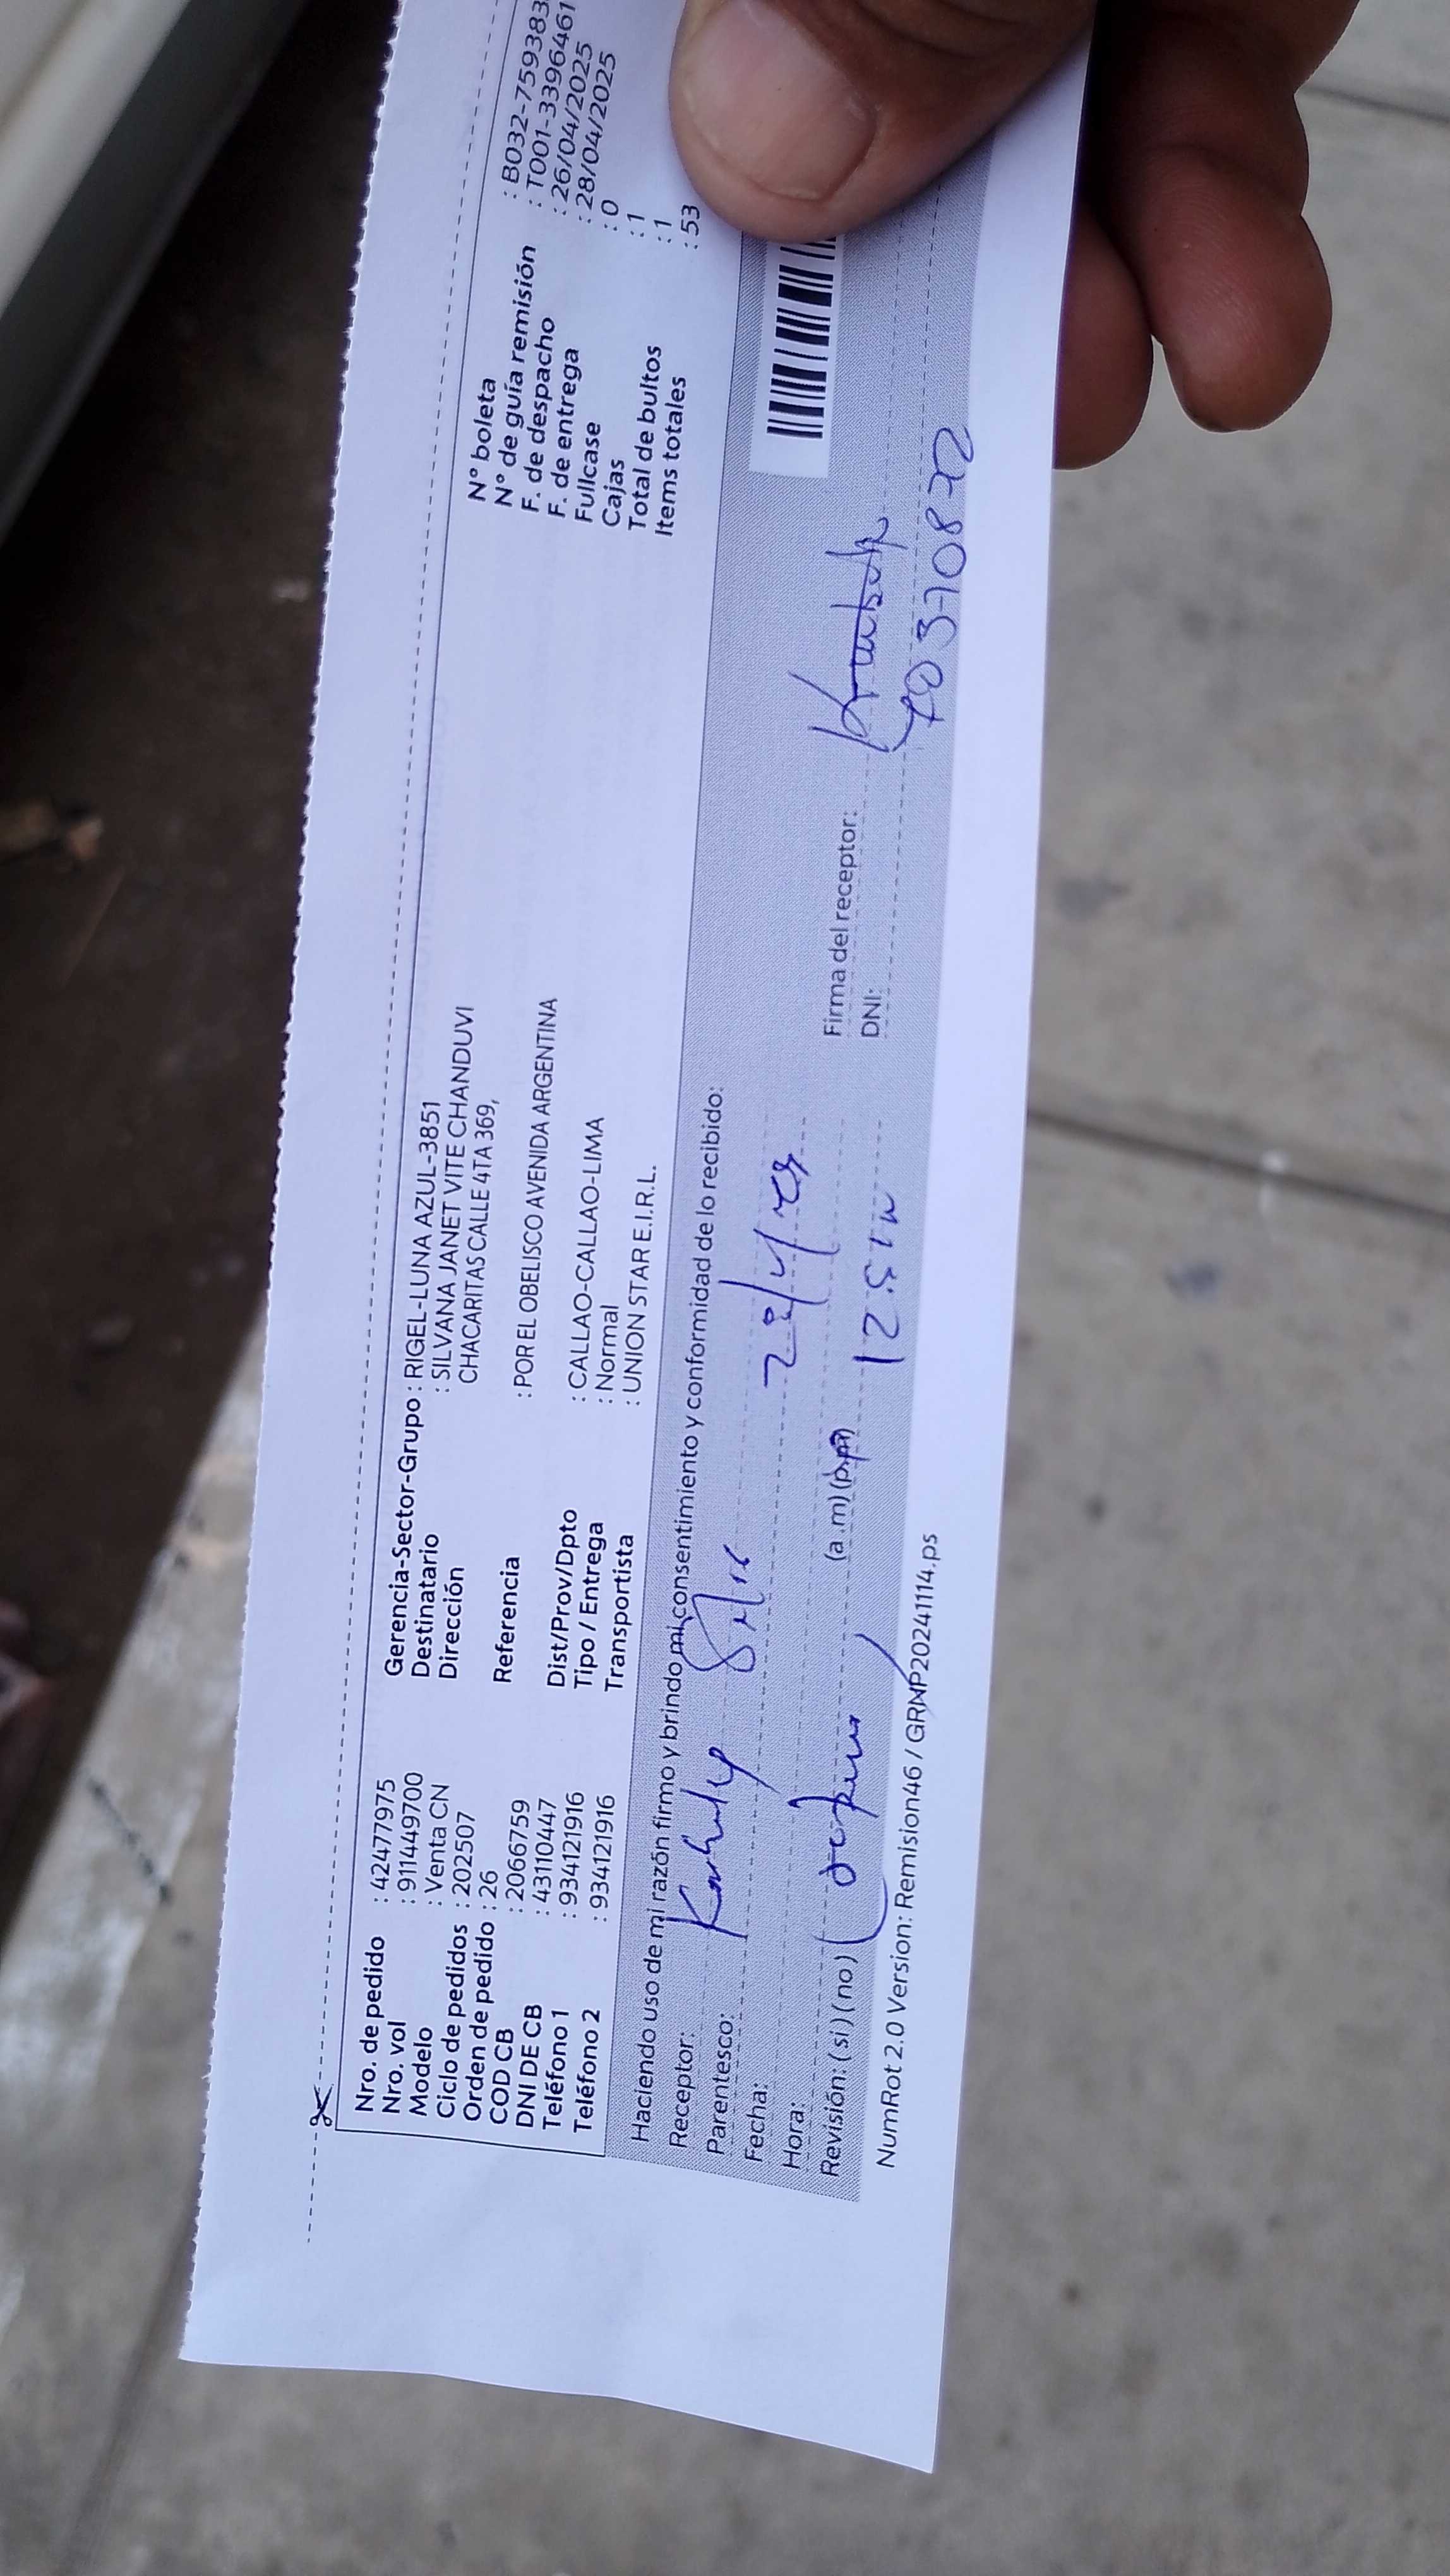 Nro. de pedido : 42477975
Nro. vol : 911449700
Modelo : Venta CN
Ciclo de pedidos : 202507
Orden de pedido : 26
COD CB : 2066759
DNI DE CB : 43110447
Teléfono 1 : 934121916
Teléfono 2 : 934121916
Gerencia-Sector-Grupo : RIGEL-LUNA AZUL-3851
Destinatario : SILVANA JANET VITE CHANDUVI
Dirección CHACARITAS CALLE 4TA 369,
Referencia : POR EL OBELISCO AVENIDA ARGENTINA
Dist/Prov/Dpto : CALLAO-CALLAO-LIMA
Tipo / Entrega : Normal
Transportista : UNION STAR E.I.R.L.
N° boleta : B032-759383
N° de guía remisión : T001-3396461
F. de despacho : 26/04/2025
F. de entrega : 28/04/2025
Fullcase : 0
Cajas : 1
Total de bultos : 1
Items totales : 53
Haciendo uso de mi razón firmo y brindo mi consentimiento y conformidad de lo recibido:
Receptor:
Parentesco:
Fecha:
Hora: (a.m) (p.m)
Revisión: (si) (no)
Firma del receptor:
DNI:
NumRot 2.0 Version: Remision46 / GRNP20241114.ps